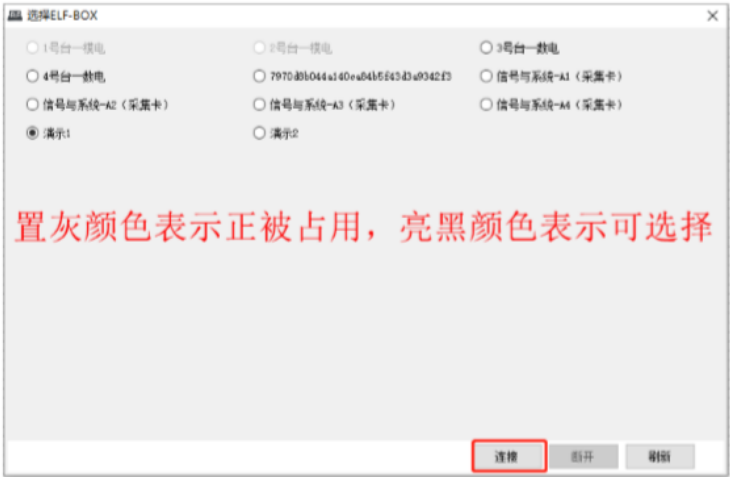 选择ELF-BOX
1号台一模电 2号台一模电 3号台一数电
4号台一数电 7970d8b044a140ea84b5f43d3a9342f3 信号与系统-A1（采集卡）
信号与系统-A2（采集卡） 信号与系统-A3（采集卡） 信号与系统-A4（采集卡）
演示1 演示2
置灰颜色表示正被占用，亮黑颜色表示可选择
连接 断开 刷新